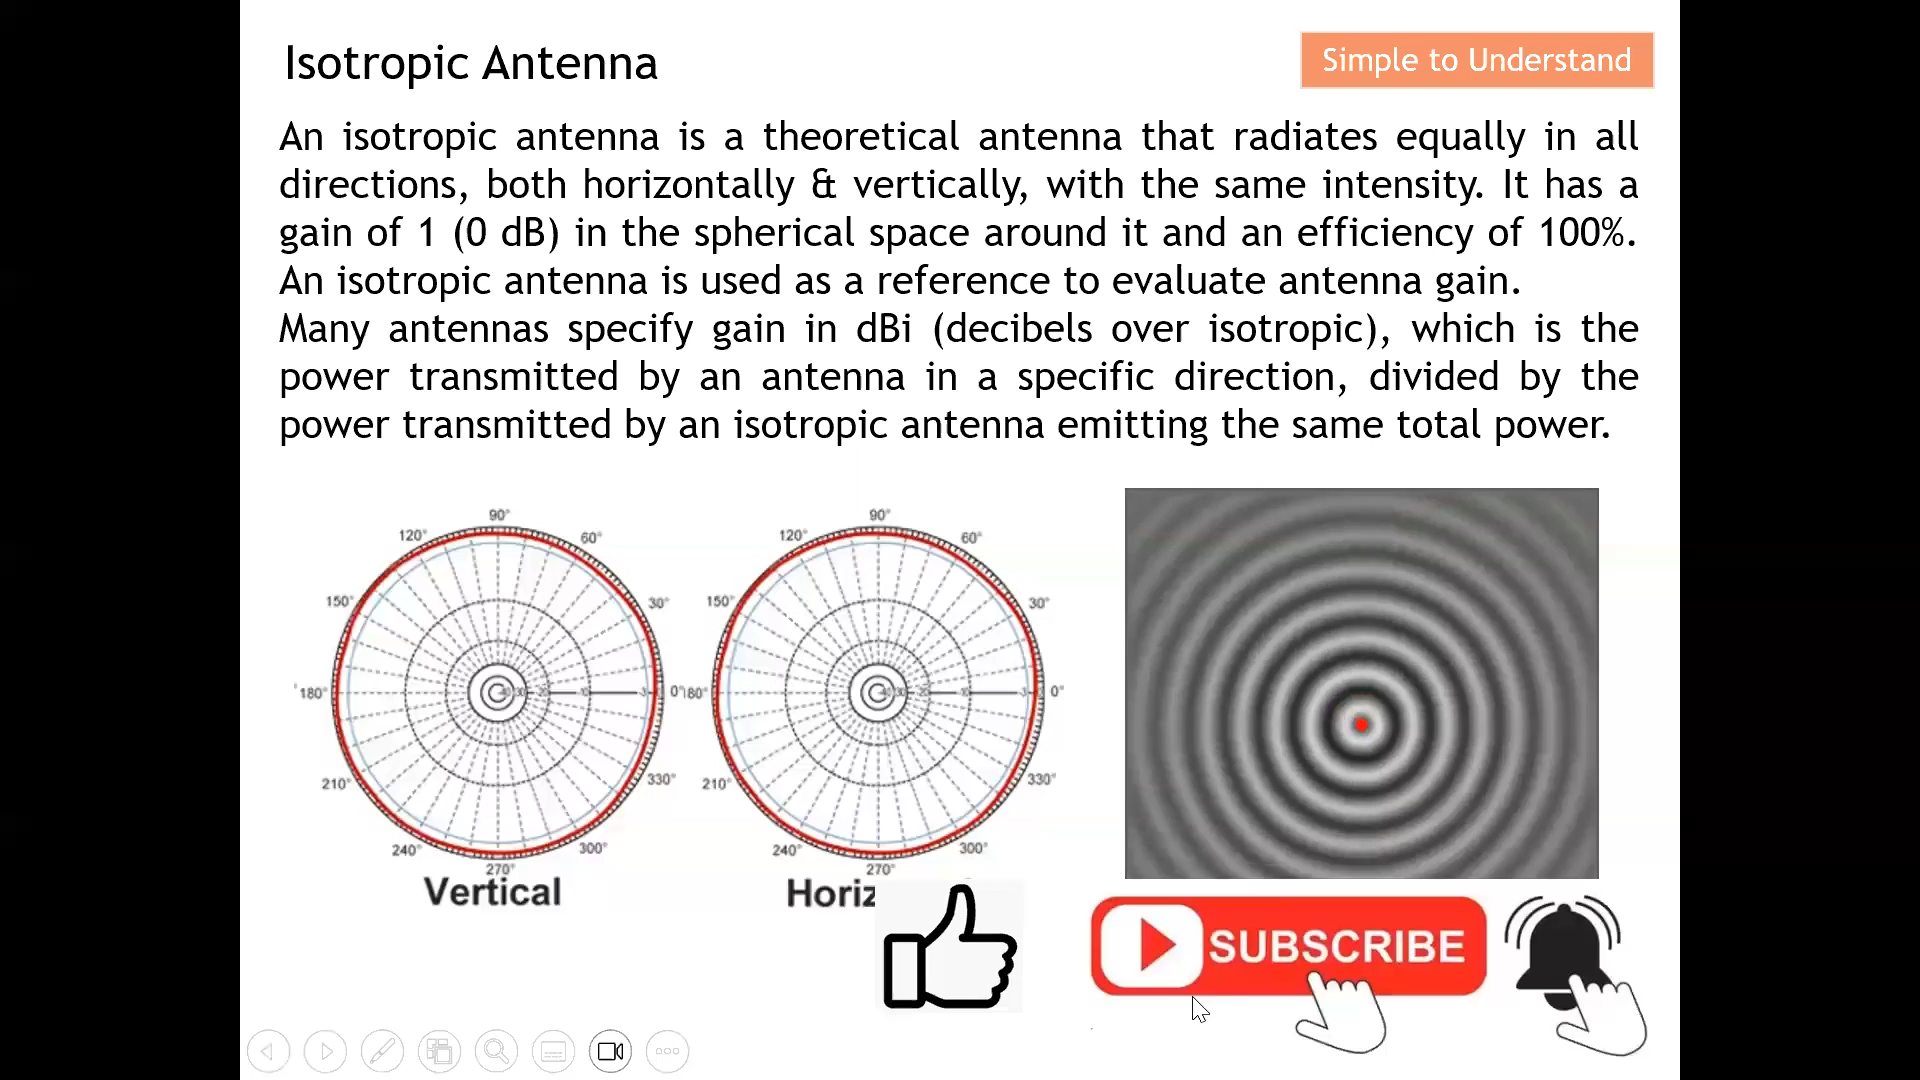 Isotropic Antenna
Simple to Understand
An isotropic antenna is a theoretical antenna that radiates equally in all
directions, both horizontally & vertically, with the same intensity. It has a
gain of 1 (0 dB) in the spherical space around it and an efficiency of 100%.
An isotropic antenna is used as a reference to evaluate antenna gain.
Many antennas specify gain in dBi (decibels over isotropic), which is the
power transmitted by an antenna in a specific direction, divided by the
power transmitted by an isotropic antenna emitting the same total power.
90°
120° 60°
150° 30°
180° 0°
210° 330°
240° 300°
270°
Vertical
90°
120° 60°
150° 30°
180° 0°
210° 330°
240° 300°
270°
Horiz
SUBSCRIBE